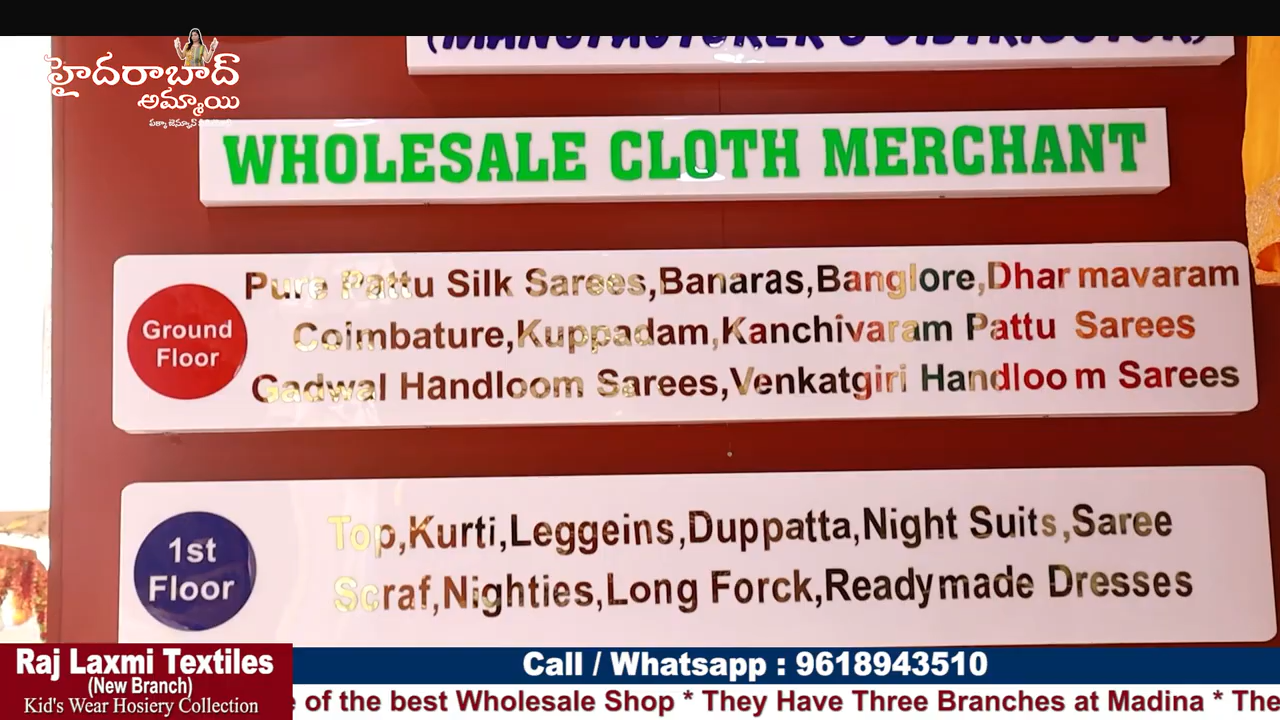 (MANUFACTURER & DISTRIBUTOR)
హైదరాబాద్
అమ్మాయి
WHOLESALE CLOTH MERCHANT
Ground
Floor
Pure Pattu Silk Sarees,Banaras,Banglore,Dharmavaram
Coimbature,Kuppadam,Kanchivaram Pattu Sarees
Gadwal Handloom Sarees,Venkatgiri Handloom Sarees
1st
Floor
Top,Kurti,Leggeins,Duppatta,Night Suits,Saree
Scraf,Nighties,Long Forck,Readymade Dresses
Raj Laxmi Textiles
(New Branch)
Kid's Wear Hosiery Collection
Call / Whatsapp : 9618943510
of the best Wholesale Shop * They Have Three Branches at Madina * The